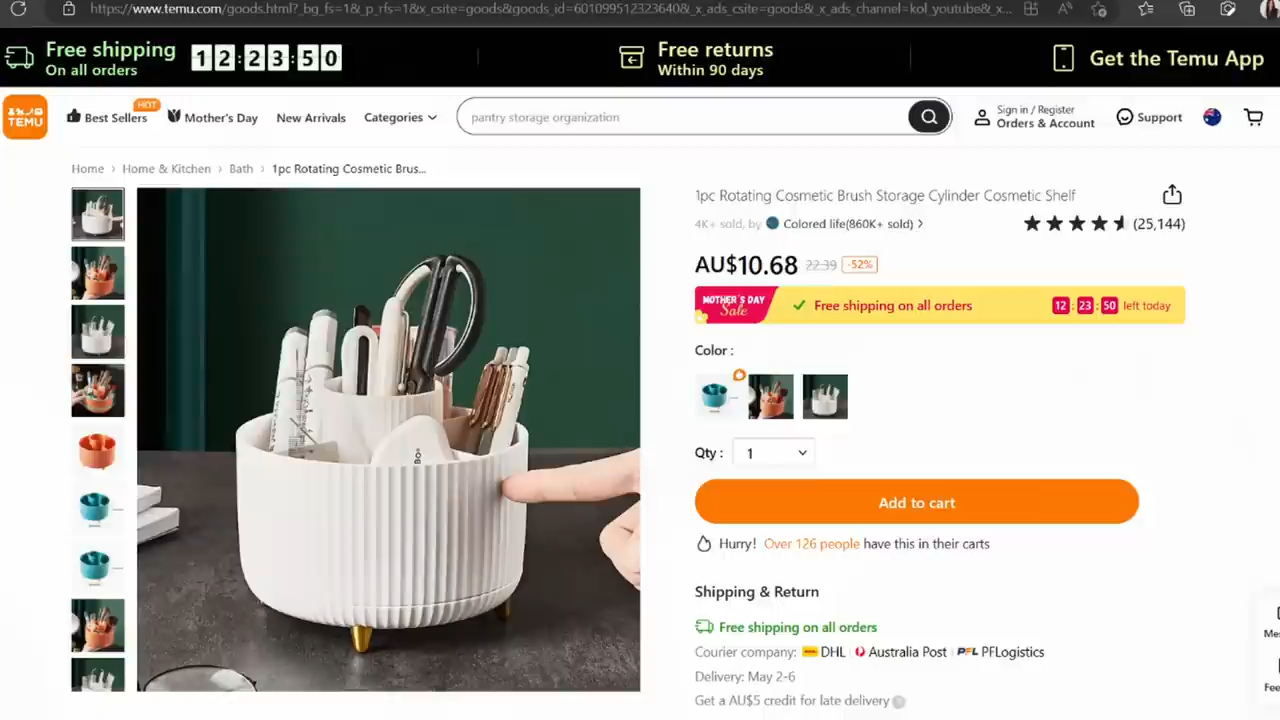 https://www.temu.com/goods.html?_bg_fs=1&_p_rfs=1&x_csite=goods&goods_id=601099512323640&_x_ads_csite=goods&_x_ads_channel=kol_youtube&_x...
Free shipping
On all orders
12:23:50
Free returns
Within 90 days
Get the Temu App
TEMU
Best Sellers
HOT
Mother's Day
New Arrivals
Categories
pantry storage organization
Sign in / Register
Orders & Account
Support
Home > Home & Kitchen > Bath > 1pc Rotating Cosmetic Brus...
1pc Rotating Cosmetic Brush Storage Cylinder Cosmetic Shelf
4K+ sold, by Colored life(860K+ sold) >
(25,144)
AU$10.68 22.39 -52%
MOTHER'S DAY
Sale
Free shipping on all orders
12:23:50 left today
Color :
Qty : 1
Add to cart
Hurry! Over 126 people have this in their carts
Shipping & Return
Free shipping on all orders
Courier company: DHL Australia Post PFL PFLogistics
Delivery: May 2-6
Get a AU$5 credit for late delivery